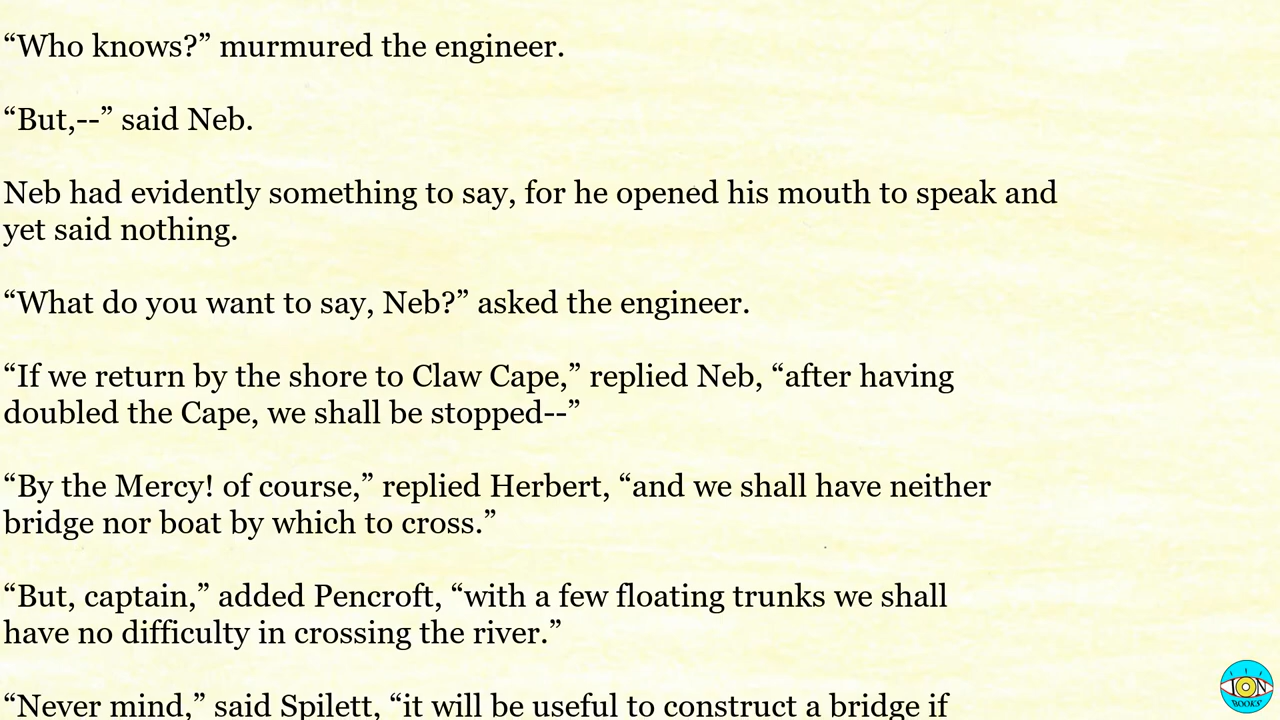 “Who knows?” murmured the engineer.
“But,--” said Neb.
Neb had evidently something to say, for he opened his mouth to speak and
yet said nothing.
“What do you want to say, Neb?” asked the engineer.
“If we return by the shore to Claw Cape,” replied Neb, “after having
doubled the Cape, we shall be stopped--”
“By the Mercy! of course,” replied Herbert, “and we shall have neither
bridge nor boat by which to cross.”
“But, captain,” added Pencroft, “with a few floating trunks we shall
have no difficulty in crossing the river.”
“Never mind,” said Spilett, “it will be useful to construct a bridge if
ION
BOOKS